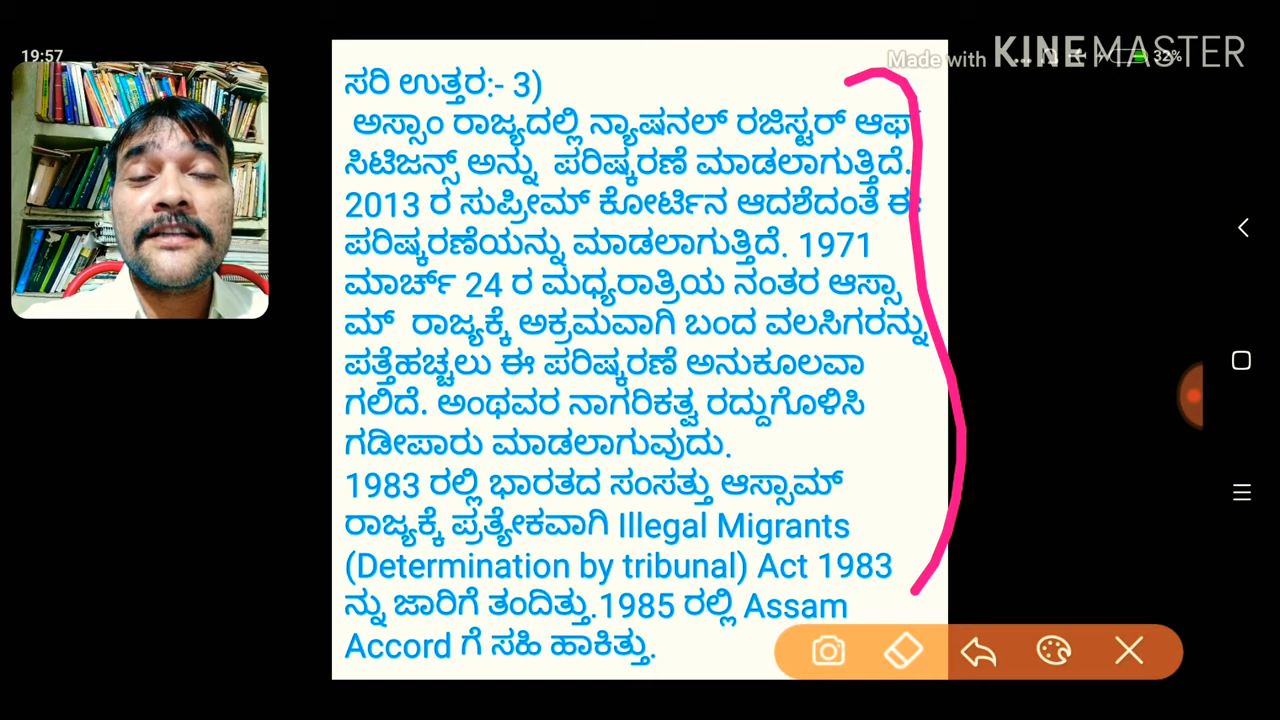 19:57
Made with KINEMASTER
32%
ಸರಿ ಉತ್ತರ:- 3)
ಅಸ್ಸಾಂ ರಾಜ್ಯದಲ್ಲಿ ನ್ಯಾಷನಲ್ ರಜಿಸ್ಟರ್ ಆಫ್
ಸಿಟಿಜನ್ಸ್ ಅನ್ನು ಪರಿಷ್ಕರಣೆ ಮಾಡಲಾಗುತ್ತಿದೆ.
2013 ರ ಸುಪ್ರೀಮ್ ಕೋರ್ಟಿನ ಆದಶೆದಂತೆ ಈ
ಪರಿಷ್ಕರಣೆಯನ್ನು ಮಾಡಲಾಗುತ್ತಿದೆ. 1971
ಮಾರ್ಚ್ 24 ರ ಮಧ್ಯರಾತ್ರಿಯ ನಂತರ ಆಸ್ಸಾ
ಮ್ ರಾಜ್ಯಕ್ಕೆ ಅಕ್ರಮವಾಗಿ ಬಂದ ವಲಸಿಗರನ್ನು
ಪತ್ತೆಹಚ್ಚಲು ಈ ಪರಿಷ್ಕರಣೆ ಅನುಕೂಲವಾ
ಗಲಿದೆ. ಅಂಥವರ ನಾಗರಿಕತ್ವ ರದ್ದುಗೊಳಿಸಿ
ಗಡೀಪಾರು ಮಾಡಲಾಗುವುದು.
1983 ರಲ್ಲಿ ಭಾರತದ ಸಂಸತ್ತು ಆಸ್ಸಾಮ್
ರಾಜ್ಯಕ್ಕೆ ಪ್ರತ್ಯೇಕವಾಗಿ Illegal Migrants
(Determination by tribunal) Act 1983
ನ್ನು ಜಾರಿಗೆ ತಂದಿತ್ತು.1985 ರಲ್ಲಿ Assam
Accord ಗೆ ಸಹಿ ಹಾಕಿತ್ತು.